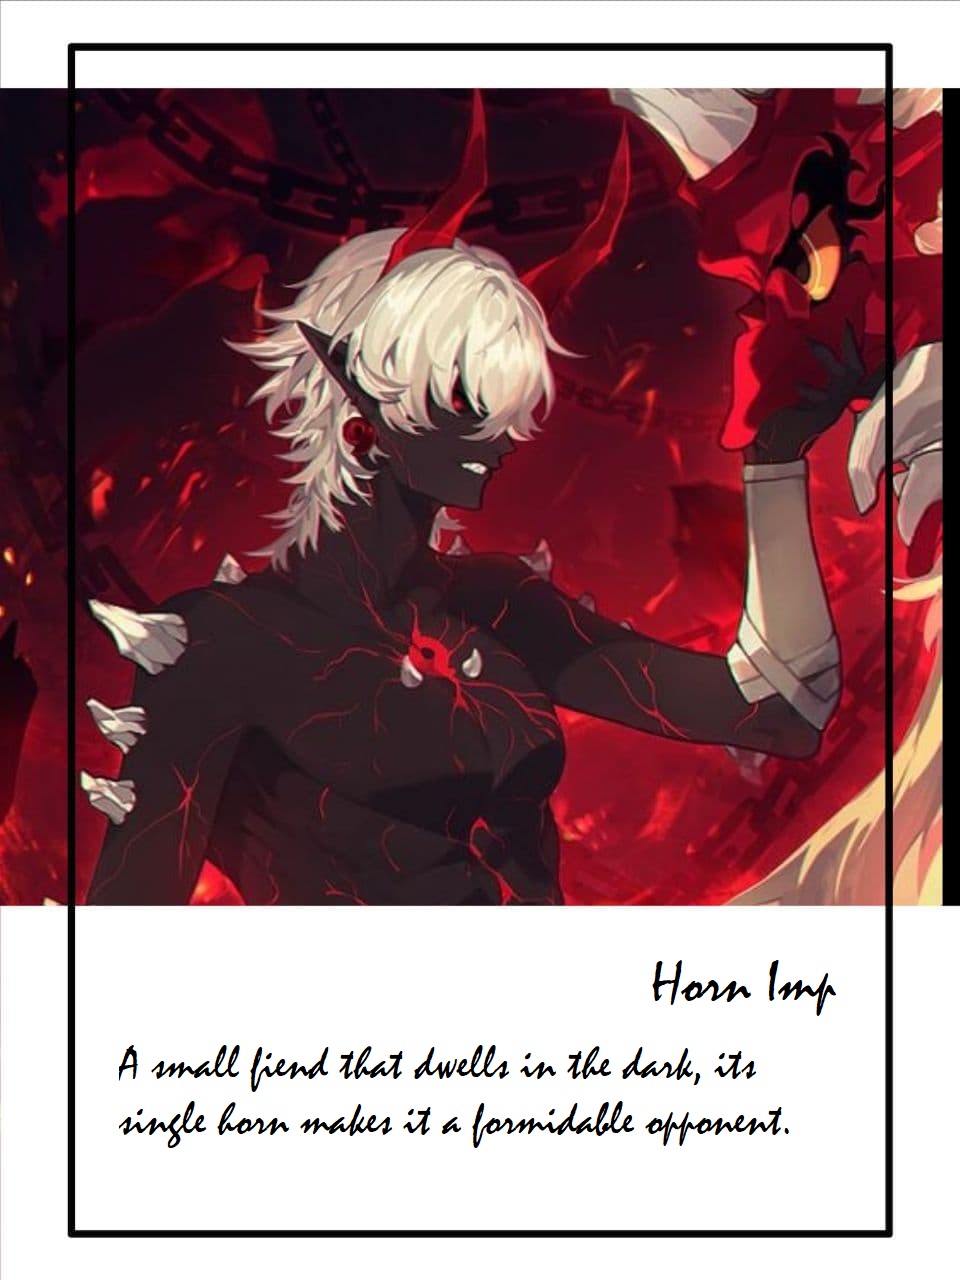 Horn Imp
A small fiend that dwells in the dark, its
single horn makes it a formidable opponent.